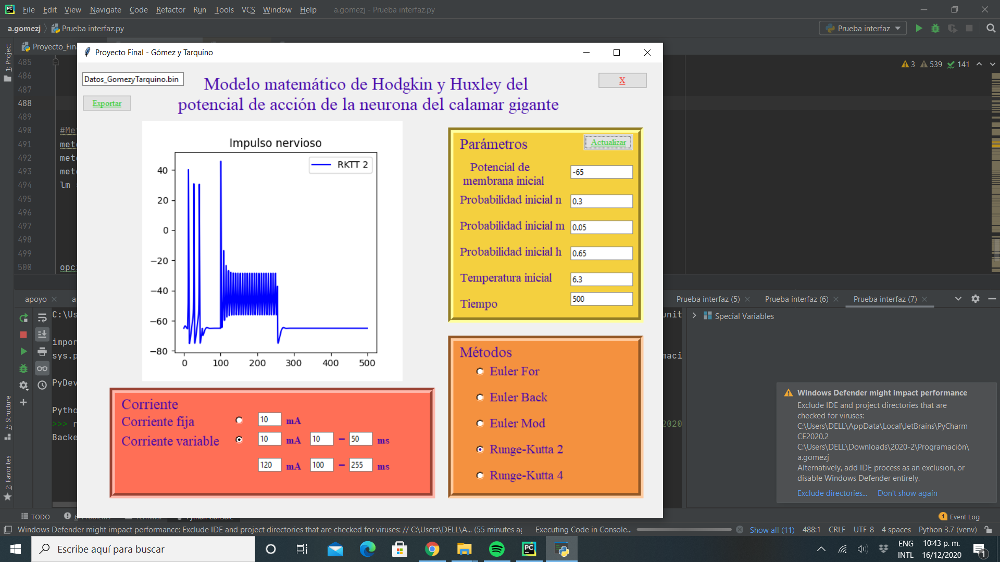 File Edit View Navigate Code Refactor Run Tools VCS Window Help a.gomezj - Prueba interfaz.py
a.gomezj Prueba interfaz.py Prueba interfaz
1: Project
Proyecto_Fin
3 539 141
485
486
487
488
489
490 #Me
491 met
492 met
493 met
494 lm
495
496
497
498
499
500 opc
Proyecto Final - Gómez y Tarquino
Datos_GomezyTarquino.bin
Exportar
Modelo matemático de Hodgkin y Huxley del
potencial de acción de la neurona del calamar gigante
X
Impulso nervioso
RKTT 2
40
20
0
−20
−40
−60
−80
0 100 200 300 400 500
Parámetros Actualizar
Potencial de
membrana inicial -65
Probabilidad inicial n 0.3
Probabilidad inicial m 0.05
Probabilidad inicial h 0.65
Temperatura inicial 6.3
Tiempo 500
Métodos
Euler For
Euler Back
Euler Mod
Runge-Kutta 2
Runge-Kutta 4
Corriente
Corriente fija 10 mA
Corriente variable 10 mA 10 – 50 ms
120 mA 100 – 255 ms
apoyo a
Prueba interfaz (5) Prueba interfaz (6) Prueba interfaz (7)
Special Variables
C:\Us unit
impor
sys.p maci
PyDev
Pytho
>>> r 2020
Backe
7: Structure
2: Favorites
Windows Defender might impact performance
Exclude IDE and project directories that are
checked for viruses:
C:\Users\DELL\AppData\Local\JetBrains\PyCharm
CE2020.2
C:\Users\DELL\Downloads\2020-2\Programación\
a.gomezj
Alternatively, add IDE process as an exclusion, or
disable Windows Defender entirely.
Exclude directories... Don't show again
TODO 6: Problems Terminal Python Console 1 Event Log
Windows Defender might impact performance: Exclude IDE and project directories that are checked for viruses: // C:\Users\DELL\A... (55 minutes ag Executing Code in Console... Show all (11) 488:1 CRLF UTF-8 4 spaces Python 3.7 (venv)
Escribe aquí para buscar
PC
ENG
INTL
10:43 p. m.
16/12/2020
1